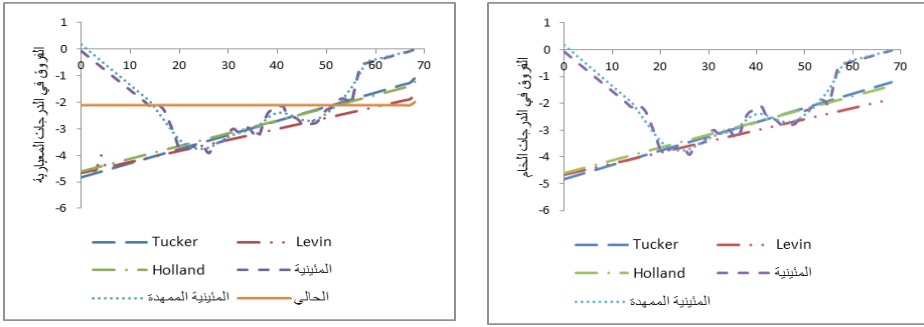 1
0
0 10 20 30 40 50 60 70
-1
-2
-3
-4
-5
-6
الفروق في الدرجات المعيارية
Tucker Levin
Holland المئينية
المئينية الممهدة الحالي
1
0
0 10 20 30 40 50 60 70
-1
-2
-3
-4
-5
-6
الفروق في الدرجات الخام
Tucker Levin
Holland المئينية
المئينية الممهدة